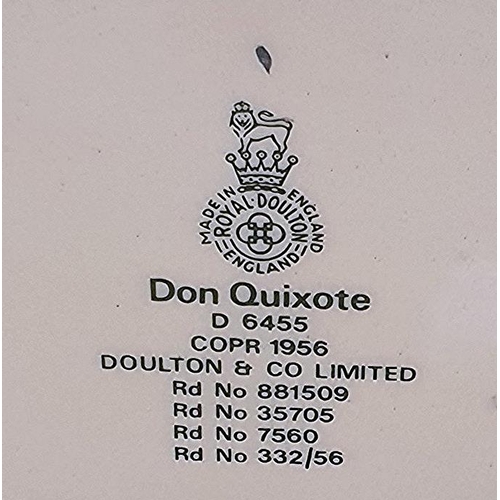 MADE IN ENGLAND
ROYAL·DOULTON
ENGLAND
Don Quixote
D 6455
COPR 1956
DOULTON & CO LIMITED
Rd No 881509
Rd No 35705
Rd No 7560
Rd No 332/56